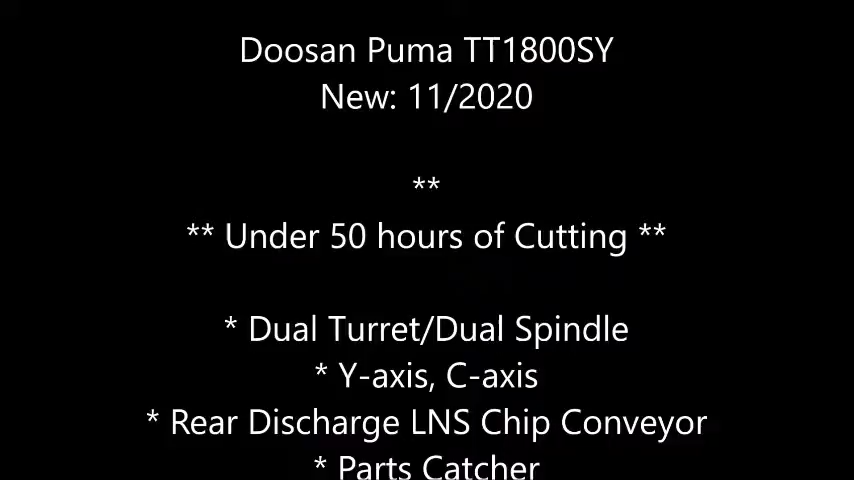 Doosan Puma TT1800SY
New: 11/2020
**
** Under 50 hours of Cutting **
* Dual Turret/Dual Spindle
* Y-axis, C-axis
* Rear Discharge LNS Chip Conveyor
* Parts Catcher